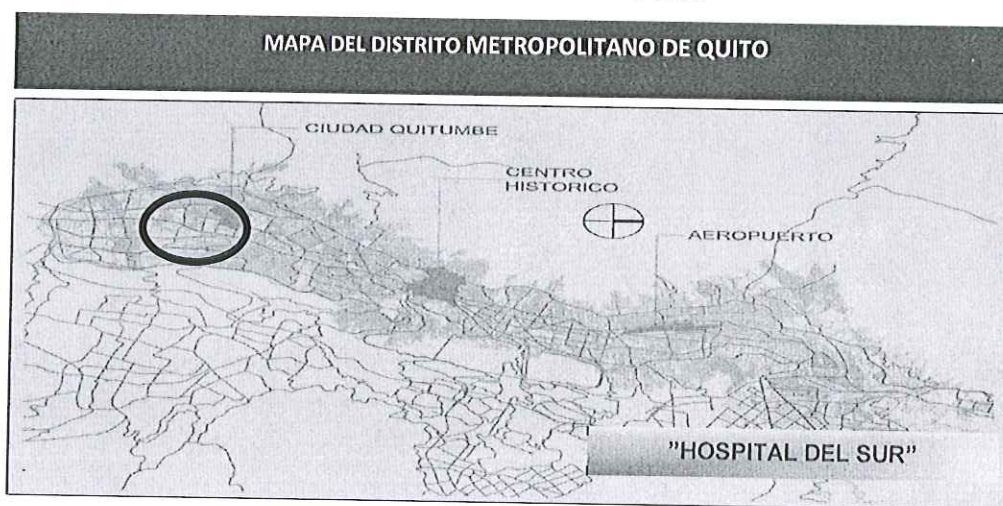 MAPA DEL DISTRITO METROPOLITANO DE QUITO
CIUDAD QUITUMBE
CENTRO
HISTORICO
AEROPUERTO
"HOSPITAL DEL SUR"